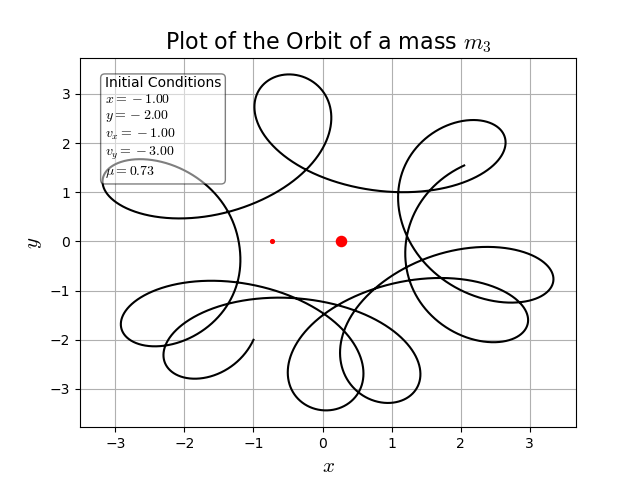 Plot of the Orbit of a mass m₃
Initial Conditions
x = −1.00
y = −2.00
vₓ = −1.00
v_y = −3.00
μ = 0.73
3
2
1
0
−1
−2
−3
y
−3
−2
−1
0
1
2
3
x